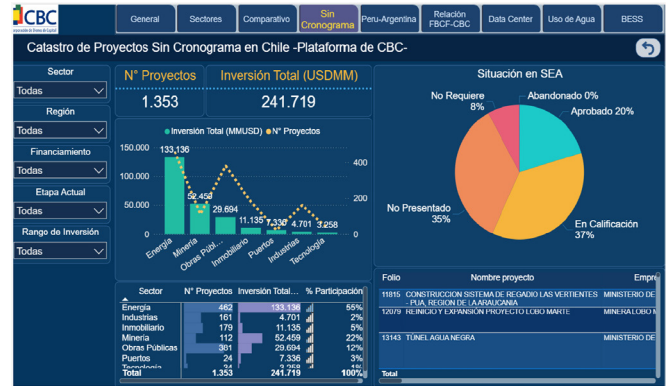 CBC
General
Sectores
Comparativo
Sin Cronograma
Peru-Argentina
Relación FBCF-CBC
Data Center
Uso de Agua
BESS
Catastro de Proyectos Sin Cronograma en Chile -Plataforma de CBC-
Sector
Todas
Región
Todas
Financiamiento
Todas
Etapa Actual
Todas
Rango de Inversión
Todas
N° Proyectos
1.353
Inversión Total (USDMM)
241.719
Inversión Total (MMUSD)
N° Proyectos
150.000
100.000
50.000
0
400
200
0
133.136
52.459
29.694
11.135
7.336
4.701
3.258
Energía
Minería
Obras Públ...
Inmobiliario
Puertos
Industrias
Tecnología
Situación en SEA
No Requiere 8%
Abandonado 0%
Aprobado 20%
No Presentado 35%
En Calificación 37%
Sector N° Proyectos Inversión Total... % Participación
Energía 462 133.136 55%
Industrias 161 4.701 2%
Inmobiliario 179 11.135 5%
Minería 112 52.459 22%
Obras Públicas 381 29.694 12%
Puertos 24 7.336 3%
Tecnología 34 3.258 1%
Total 1.353 241.719 100%
Folio Nombre proyecto Empre
11815 CONSTRUCCION SISTEMA DE REGADIO LAS VERTIENTES MINISTERIO DE
- PUA, REGION DE LA ARAUCANIA
12079 REINICIO Y EXPANSIÓN PROYECTO LOBO MARTE MINERA LOBO M
13143 TÚNEL AGUA NEGRA MINISTERIO DE
Total